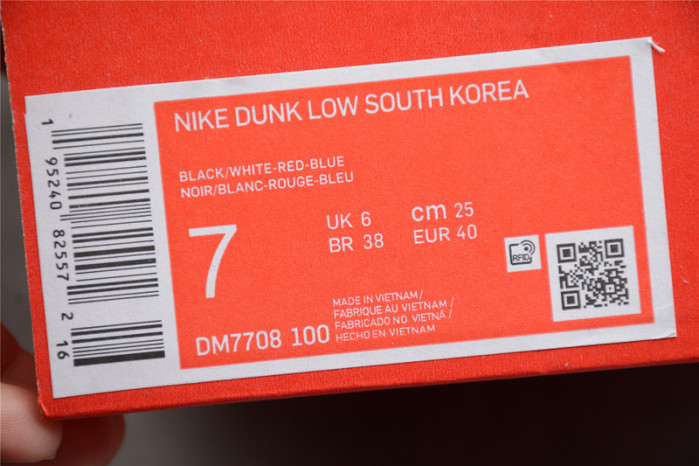 NIKE DUNK LOW SOUTH KOREA
BLACK/WHITE-RED-BLUE
NOIR/BLANC-ROUGE-BLEU
7
UK 6 cm 25
BR 38 EUR 40
RFID
MADE IN VIETNAM/
FABRIQUE AU VIETNAM/
FABRICADO NO VIETNÃ/
HECHO EN VIETNAM
DM7708 100
1 95240 82557 2 16